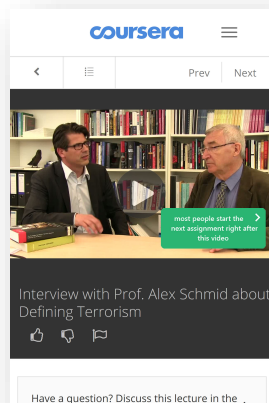 coursera
Prev Next
most people start the
next assignment right after
this video
Interview with Prof. Alex Schmid about
Defining Terrorism
Have a question? Discuss this lecture in the